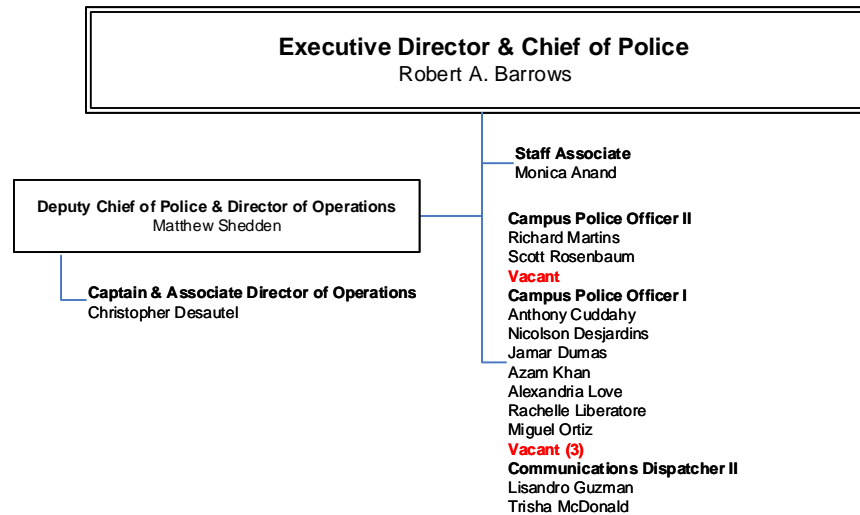 Executive Director & Chief of Police
Robert A. Barrows
Staff Associate
Monica Anand
Deputy Chief of Police & Director of Operations
Matthew Shedden
Captain & Associate Director of Operations
Christopher Desautel
Campus Police Officer II
Richard Martins
Scott Rosenbaum
Vacant
Campus Police Officer I
Anthony Cuddahy
Nicolson Desjardins
Jamar Dumas
Azam Khan
Alexandria Love
Rachelle Liberatore
Miguel Ortiz
Vacant (3)
Communications Dispatcher II
Lisandro Guzman
Trisha McDonald